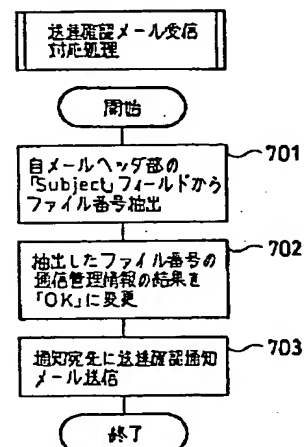 送達確認メール受信
対応処理
開始
自メールヘッダ部の
「Subject」フィールドから
ファイル番号抽出
701
抽出したファイル番号の
通信管理情報の結果を
「OK」に変更
702
通知宛先に送達確認通知
メール送信
703
終了